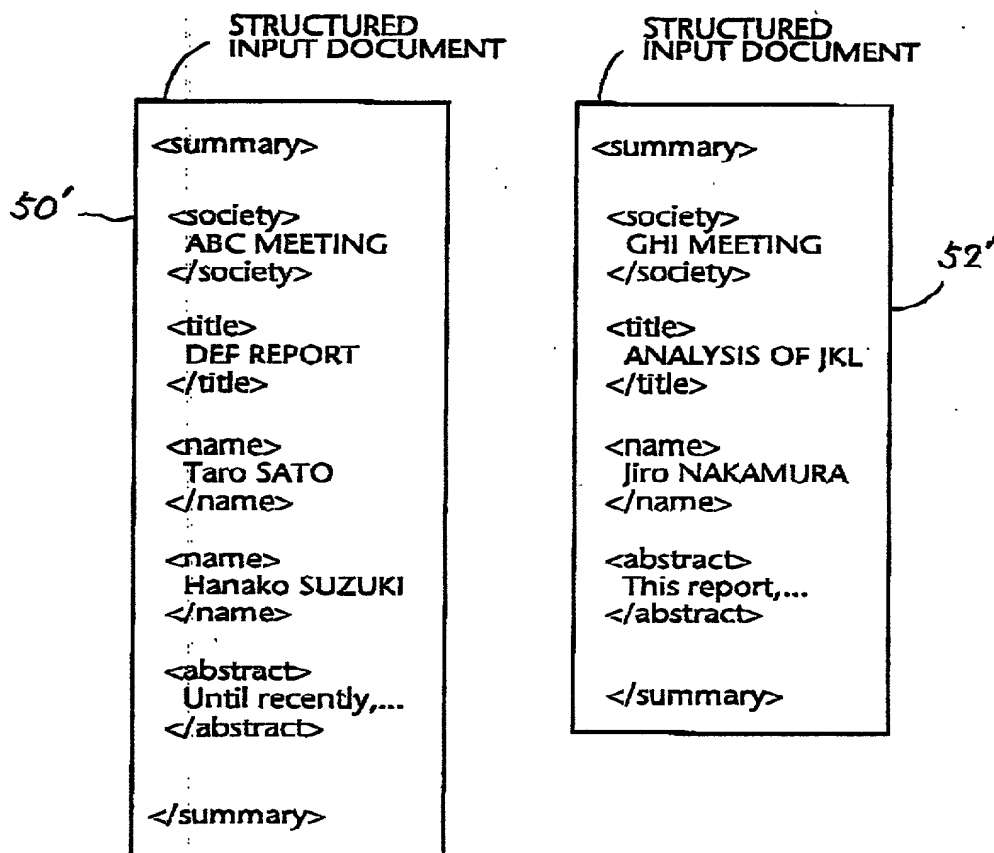 STRUCTURED
INPUT DOCUMENT
50'
<summary>
<society>
ABC MEETING
</society>
<title>
DEF REPORT
</title>
<name>
Taro SATO
</name>
<name>
Hanako SUZUKI
</name>
<abstract>
Until recently,...
</abstract>
</summary>
STRUCTURED
INPUT DOCUMENT
52'
<summary>
<society>
GHI MEETING
</society>
<title>
ANALYSIS OF JKL
</title>
<name>
Jiro NAKAMURA
</name>
<abstract>
This report,...
</abstract>
</summary>